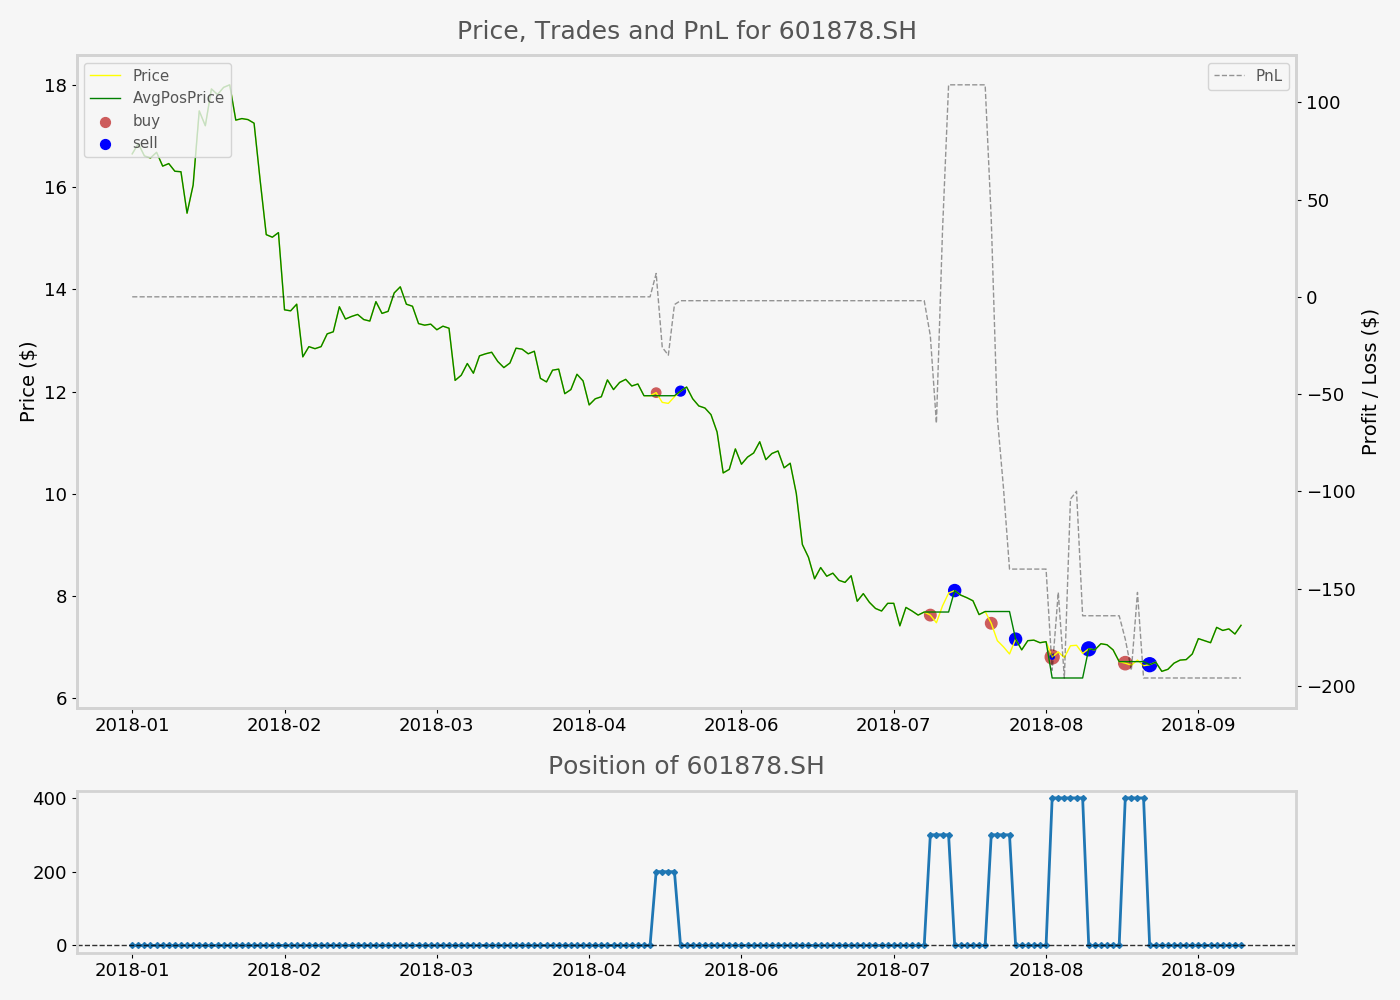 Price, Trades and PnL for 601878.SH
Price
AvgPosPrice
buy
sell
PnL
Price ($)
18
16
14
12
10
8
6
Profit / Loss ($)
100
50
0
−50
−100
−150
−200
2018-01 2018-02 2018-03 2018-04 2018-06 2018-07 2018-08 2018-09
Position of 601878.SH
400
200
0
2018-01 2018-02 2018-03 2018-04 2018-06 2018-07 2018-08 2018-09